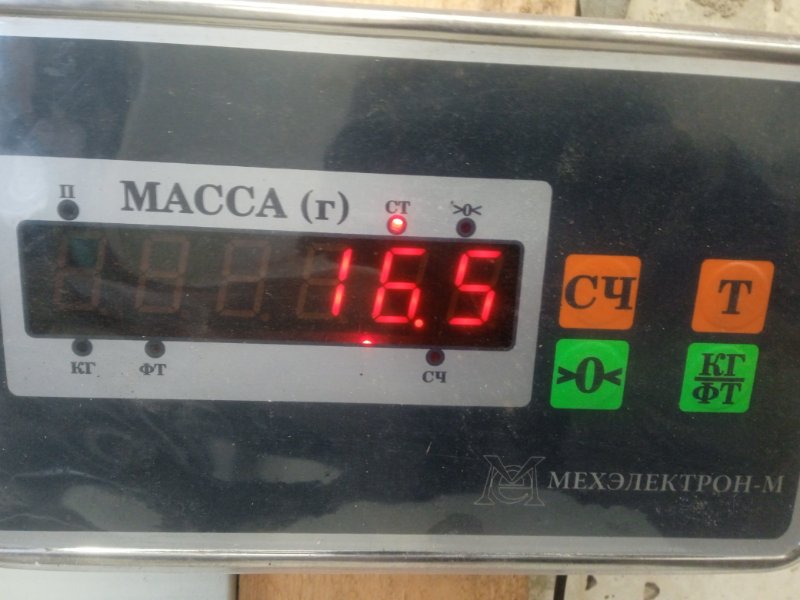 П
МАССА (г)
СТ
>0<
16.5
КГ
ФТ
СЧ
СЧ
Т
>0<
КГ
ФТ
МЕХЭЛЕКТРОН-М